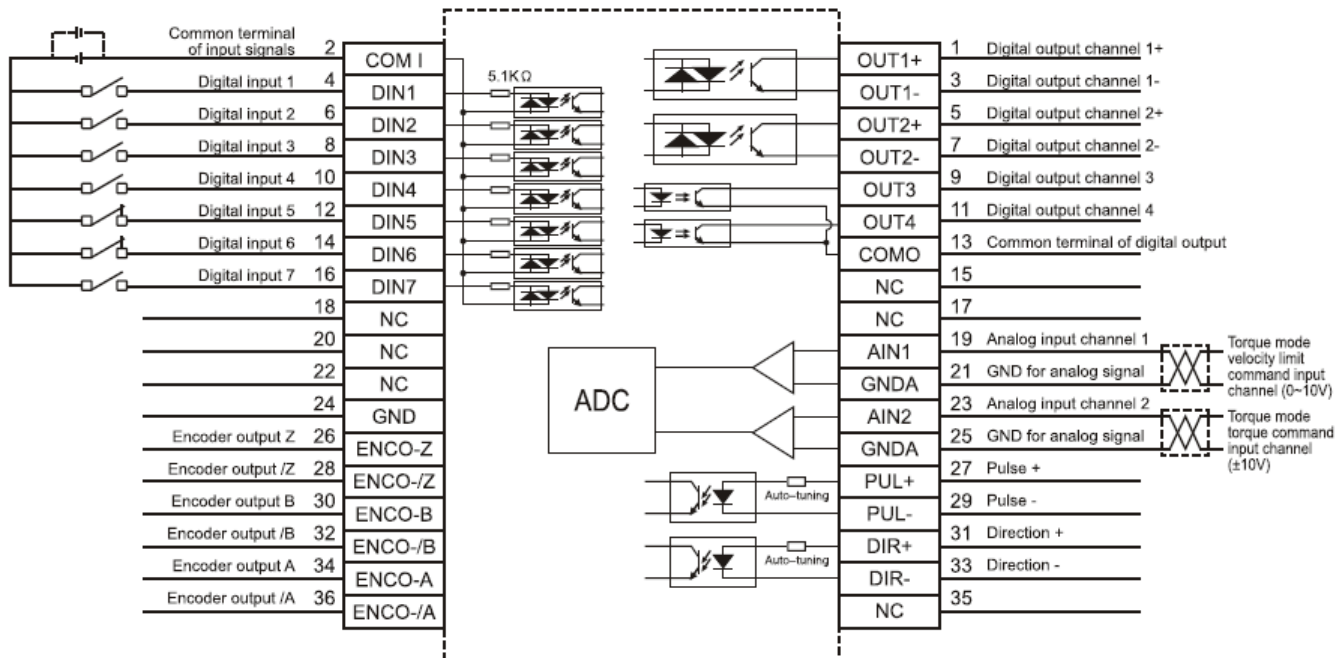 Common terminal
of input signals 2 COM I
Digital input 1 4 DIN1
Digital input 2 6 DIN2
Digital input 3 8 DIN3
Digital input 4 10 DIN4
Digital input 5 12 DIN5
Digital input 6 14 DIN6
Digital input 7 16 DIN7
18 NC
20 NC
22 NC
24 GND
Encoder output Z 26 ENCO-Z
Encoder output /Z 28 ENCO-/Z
Encoder output B 30 ENCO-B
Encoder output /B 32 ENCO-/B
Encoder output A 34 ENCO-A
Encoder output /A 36 ENCO-/A
5.1KΩ
ADC
Auto-tuning
Auto-tuning
OUT1+ 1 Digital output channel 1+
OUT1- 3 Digital output channel 1-
OUT2+ 5 Digital output channel 2+
OUT2- 7 Digital output channel 2-
OUT3 9 Digital output channel 3
OUT4 11 Digital output channel 4
COMO 13 Common terminal of digital output
NC 15
NC 17
AIN1 19 Analog input channel 1
GNDA 21 GND for analog signal
AIN2 23 Analog input channel 2
GNDA 25 GND for analog signal
PUL+ 27 Pulse +
PUL- 29 Pulse -
DIR+ 31 Direction +
DIR- 33 Direction -
NC 35
Torque mode
velocity limit
command input
channel (0~10V)
Torque mode
torque command
input channel
(±10V)